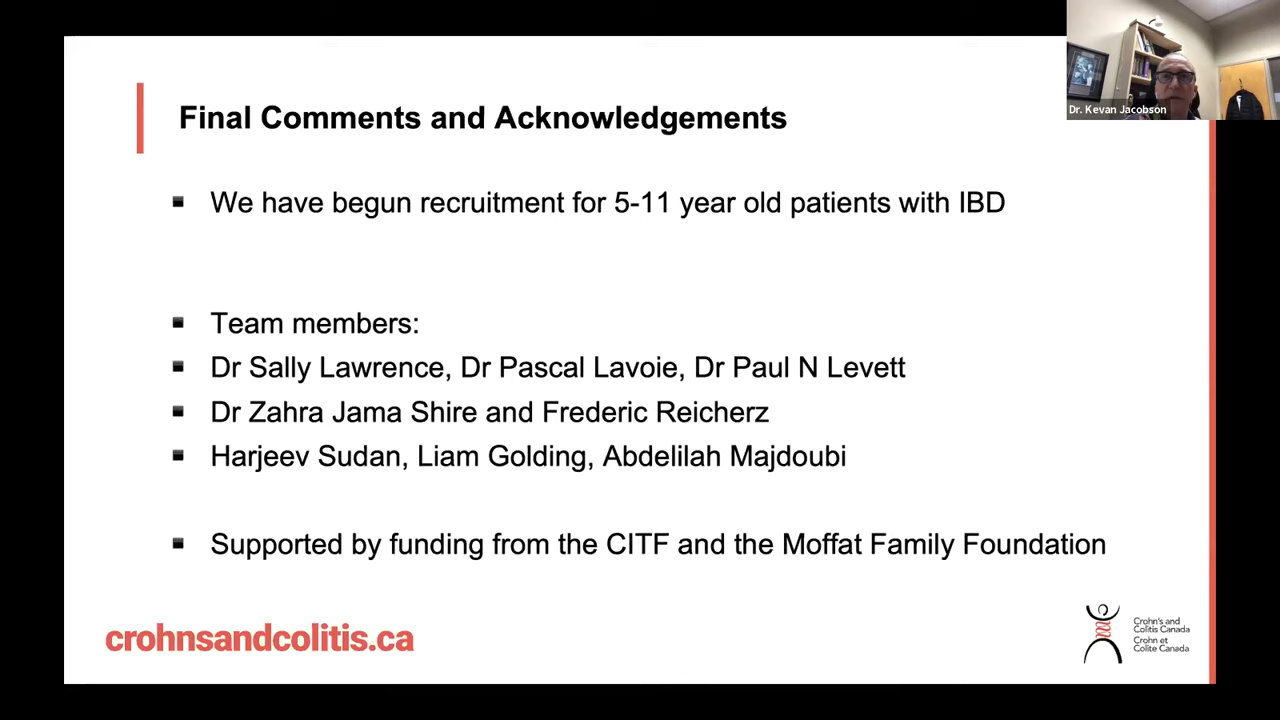 Dr. Kevan Jacobson
Final Comments and Acknowledgements
We have begun recruitment for 5-11 year old patients with IBD
Team members:
Dr Sally Lawrence, Dr Pascal Lavoie, Dr Paul N Levett
Dr Zahra Jama Shire and Frederic Reicherz
Harjeev Sudan, Liam Golding, Abdelilah Majdoubi
Supported by funding from the CITF and the Moffat Family Foundation
crohnsandcolitis.ca
Crohn's and
Colitis Canada
Crohn et
Colite Canada